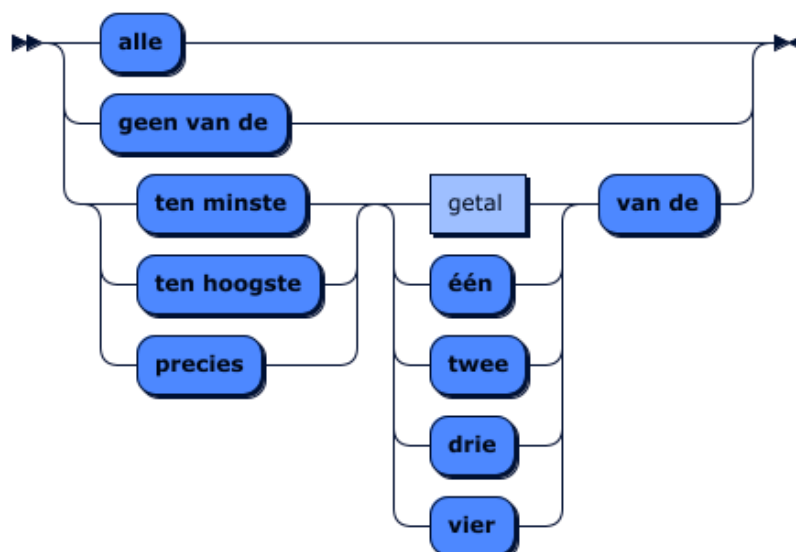 alle
geen van de
ten minste
getal
van de
ten hoogste
één
precies
twee
drie
vier